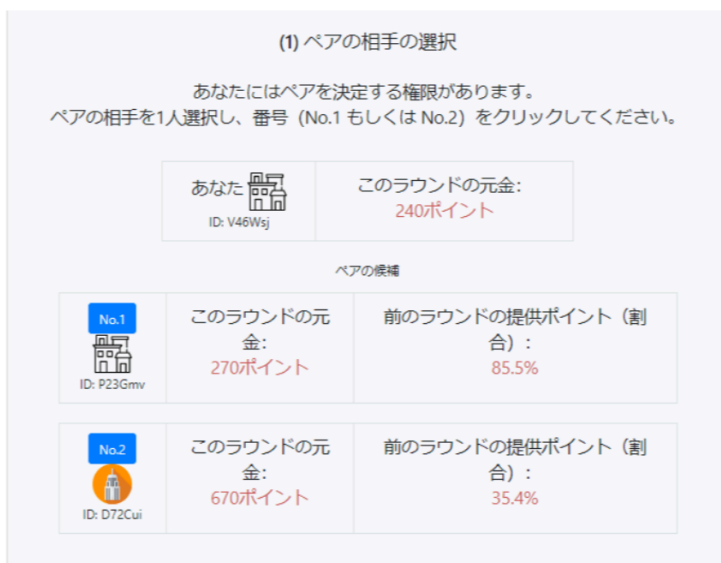 (1) ペアの相手の選択
あなたにはペアを決定する権限があります。
ペアの相手を1人選択し、番号（No.1 もしくは No.2）をクリックしてください。
あなた
ID: V46Wsj
このラウンドの元金:
240ポイント
ペアの候補
No.1
ID: P23Gmv
このラウンドの元
金:
270ポイント
前のラウンドの提供ポイント（割
合）:
85.5%
No.2
ID: D72Cui
このラウンドの元
金:
670ポイント
前のラウンドの提供ポイント（割
合）:
35.4%